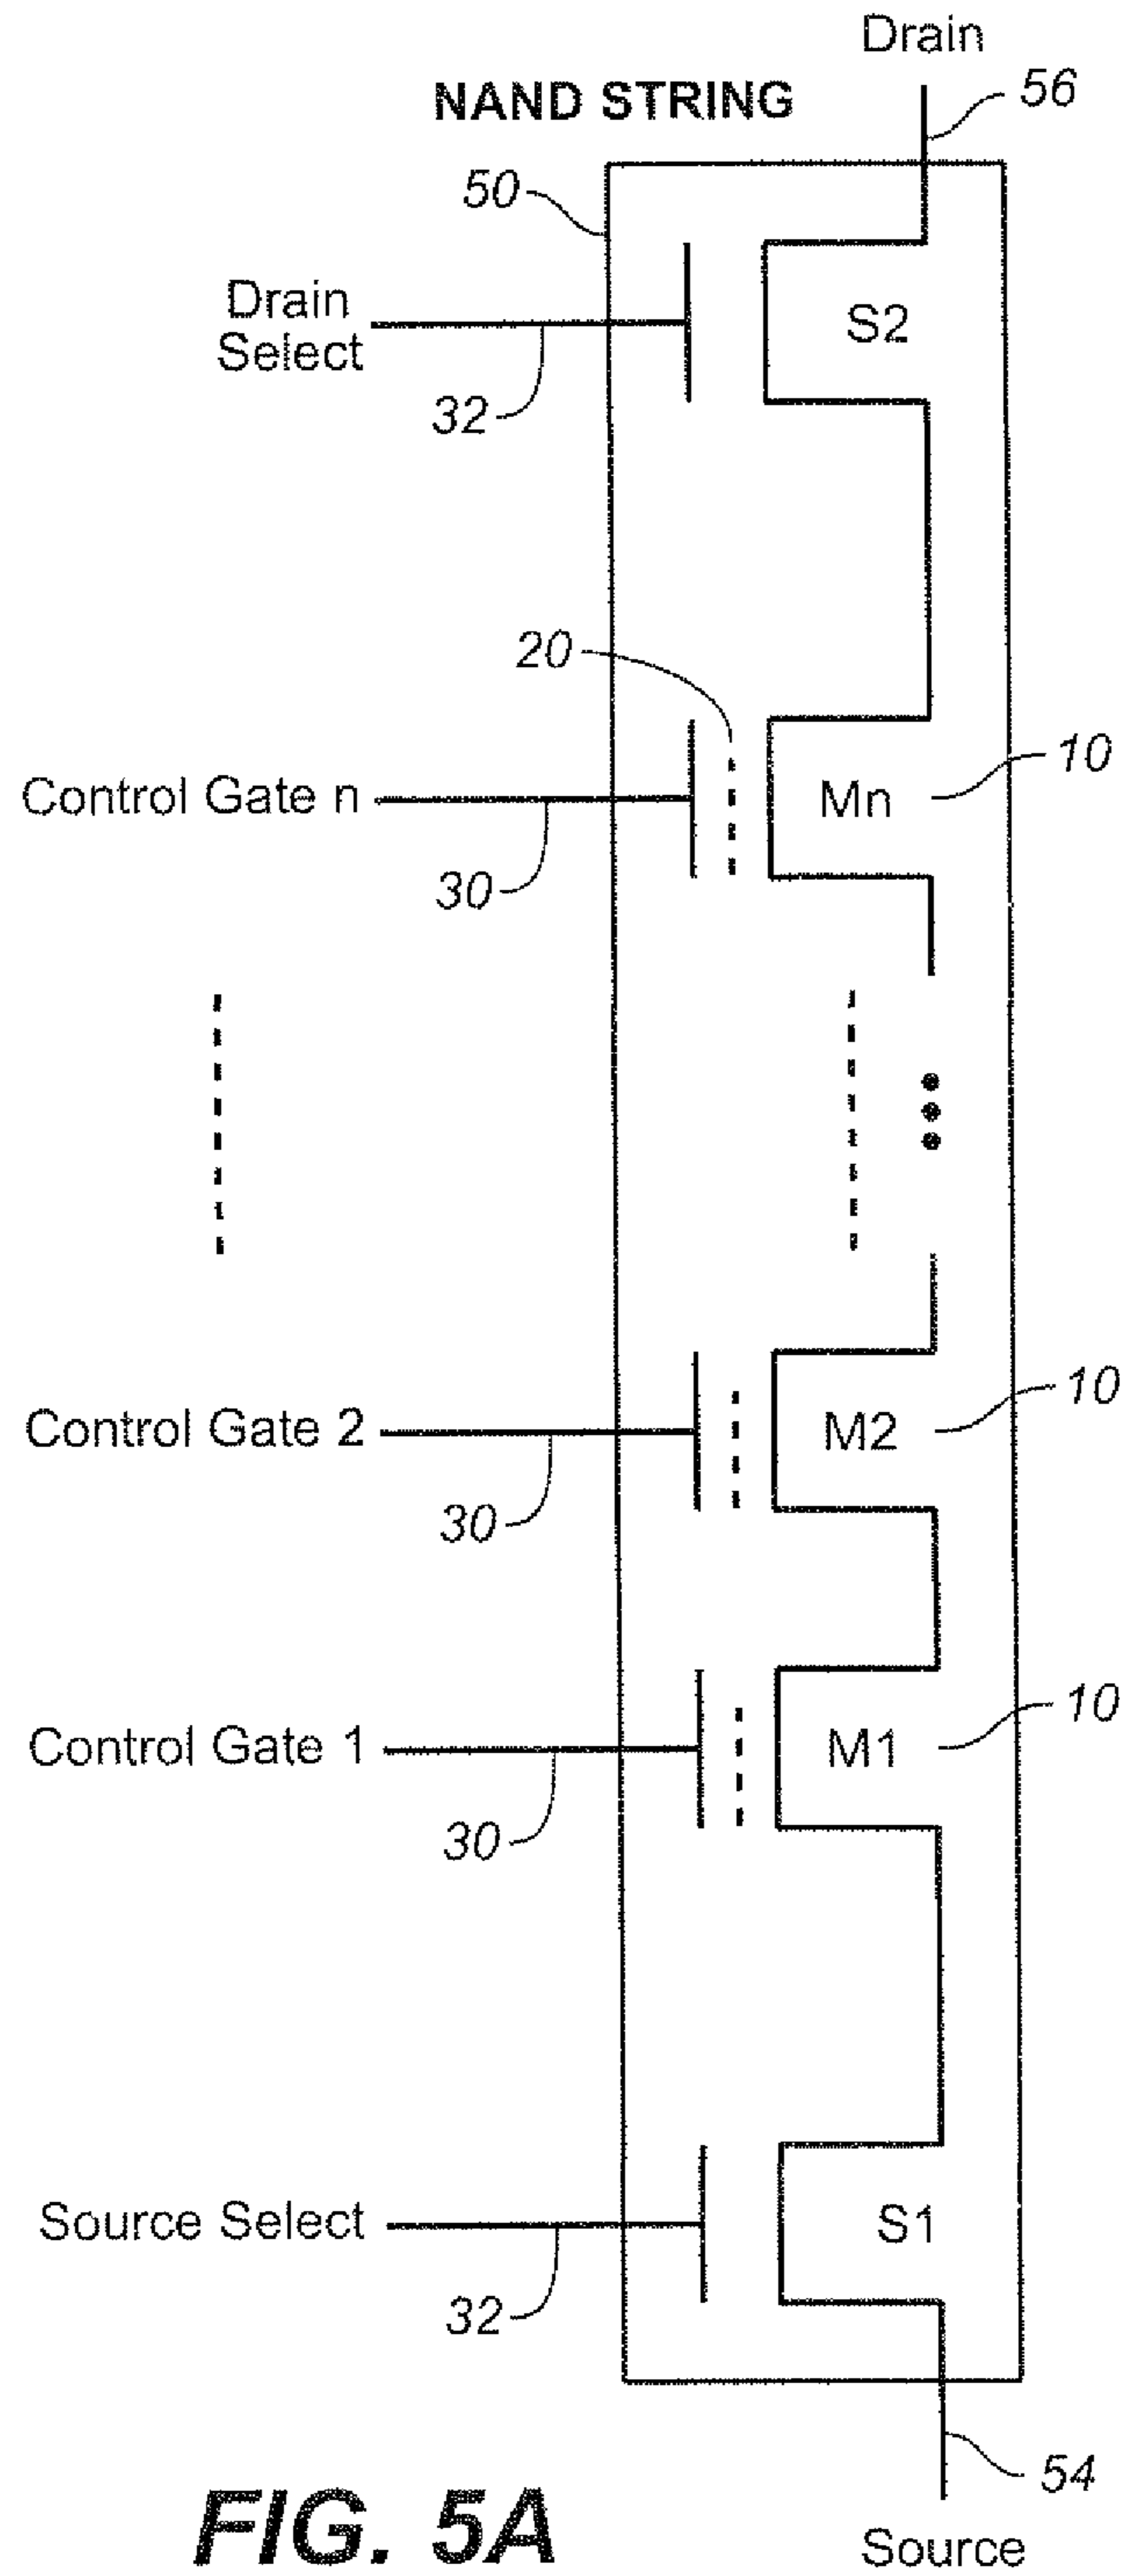 Drain
56
NAND STRING
50
Drain
Select
S2
32
20
10
Control Gate n
Mn
30
10
Control Gate 2
M2
30
10
Control Gate 1
M1
30
Source Select
S1
32
54
FIG. 5A
Source